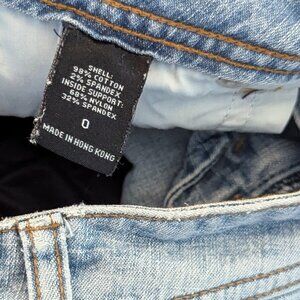 SHELL:
98% COTTON
2% SPANDEX
INSIDE SUPPORT:
68% NYLON
32% SPANDEX
0
MADE IN HONG KONG